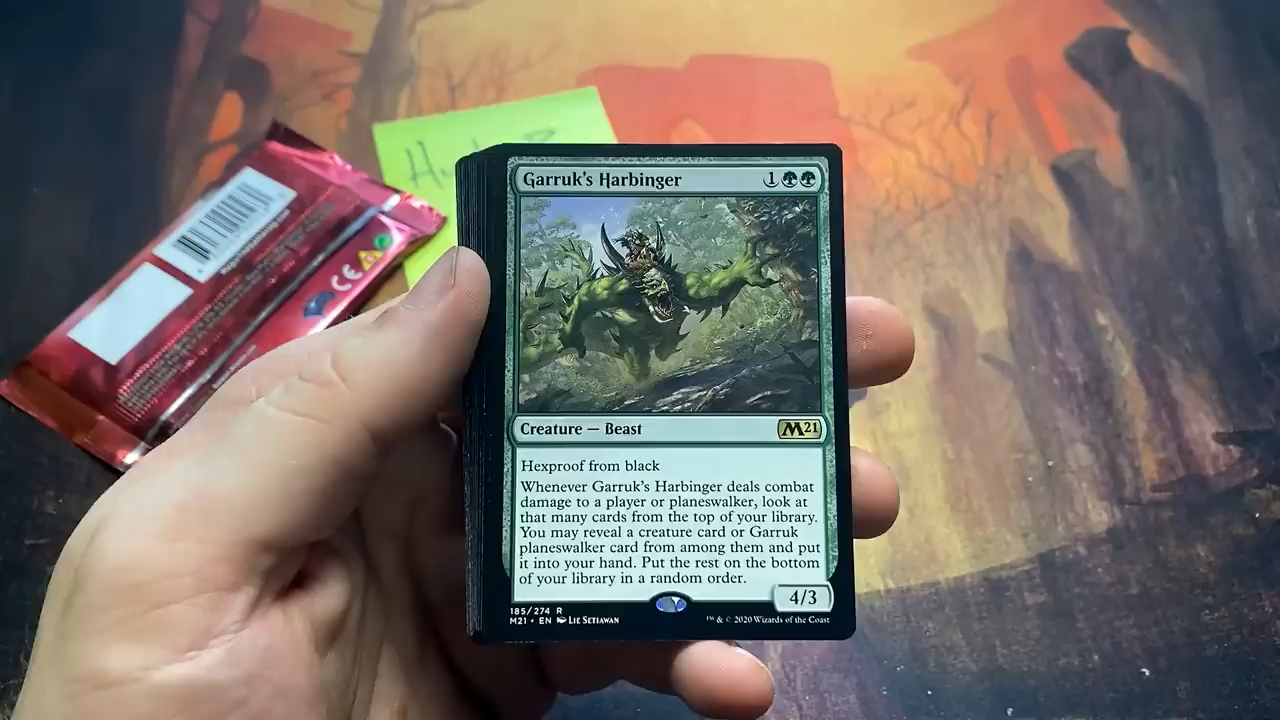 Garruk's Harbinger 1
Creature — Beast
M21
Hexproof from black
Whenever Garruk's Harbinger deals combat
damage to a player or planeswalker, look at
that many cards from the top of your library.
You may reveal a creature card or Garruk
planeswalker card from among them and put
it into your hand. Put the rest on the bottom
of your library in a random order.
4/3
185/274 R
M21 • EN LIE SETIAWAN
™ & © 2020 Wizards of the Coast
CE